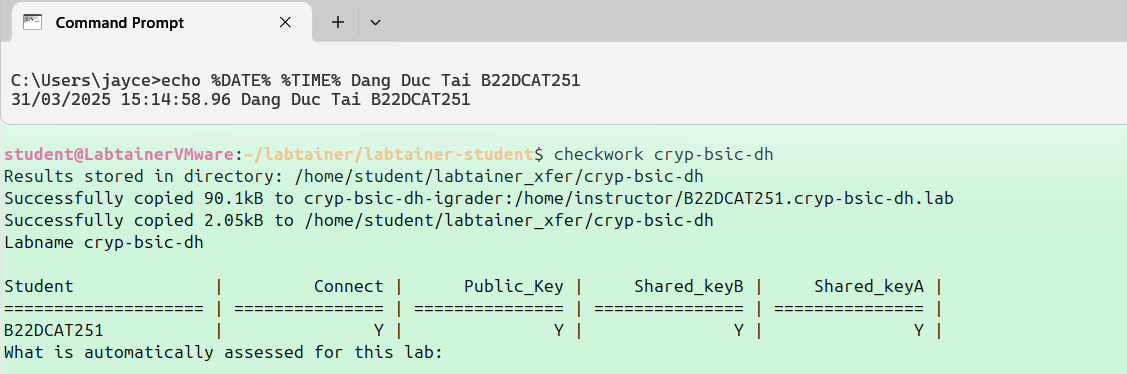 Command Prompt
C:\Users\jayce>echo %DATE% %TIME% Dang Duc Tai B22DCAT251
31/03/2025 15:14:58.96 Dang Duc Tai B22DCAT251
student@LabtainerVMware:~/labtainer/labtainer-student$ checkwork cryp-bsic-dh
Results stored in directory: /home/student/labtainer_xfer/cryp-bsic-dh
Successfully copied 90.1kB to cryp-bsic-dh-igrader:/home/instructor/B22DCAT251.cryp-bsic-dh.lab
Successfully copied 2.05kB to /home/student/labtainer_xfer/cryp-bsic-dh
Labname cryp-bsic-dh
Student              |         Connect |      Public_Key |     Shared_keyB |     Shared_keyA |
==================== | =============== | =============== | =============== | =============== |
B22DCAT251           |               Y |               Y |               Y |               Y |
What is automatically assessed for this lab: